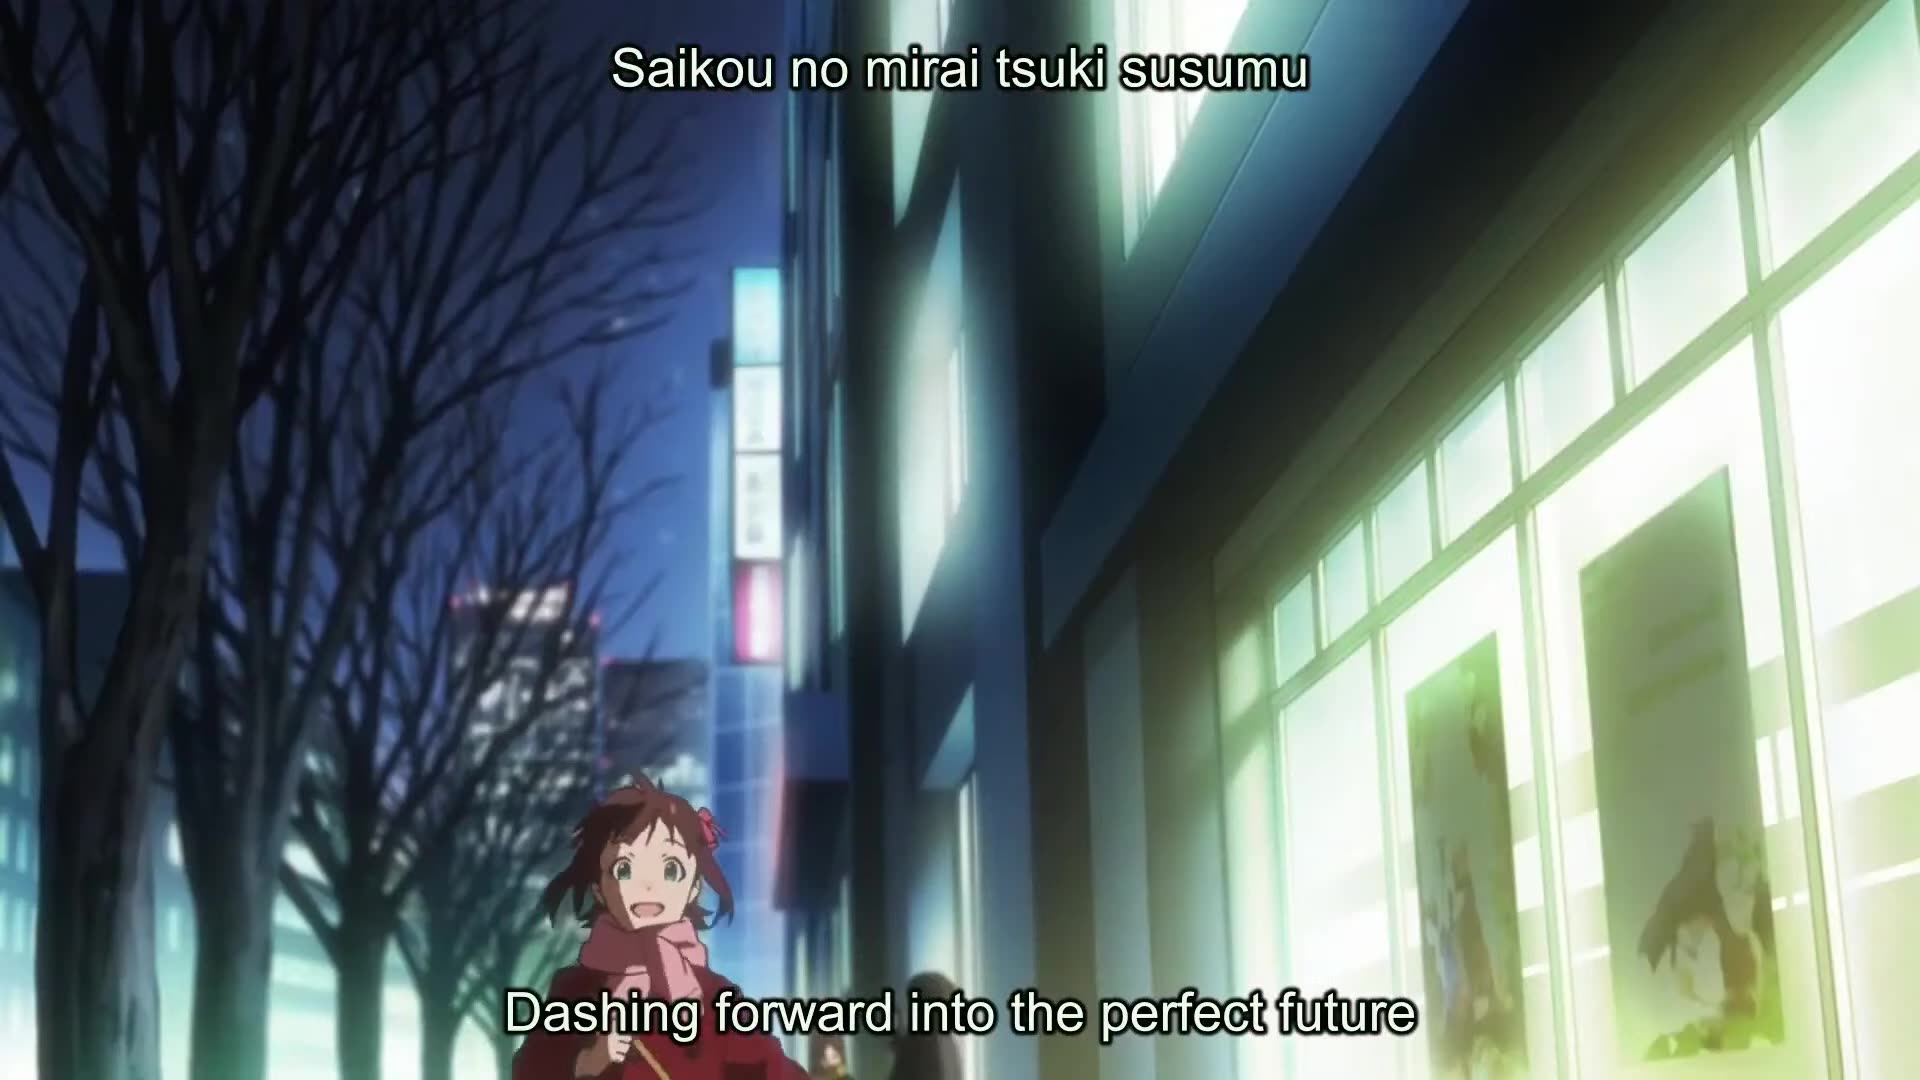 Saikou no mirai tsuki susumu
Dashing forward into the perfect future